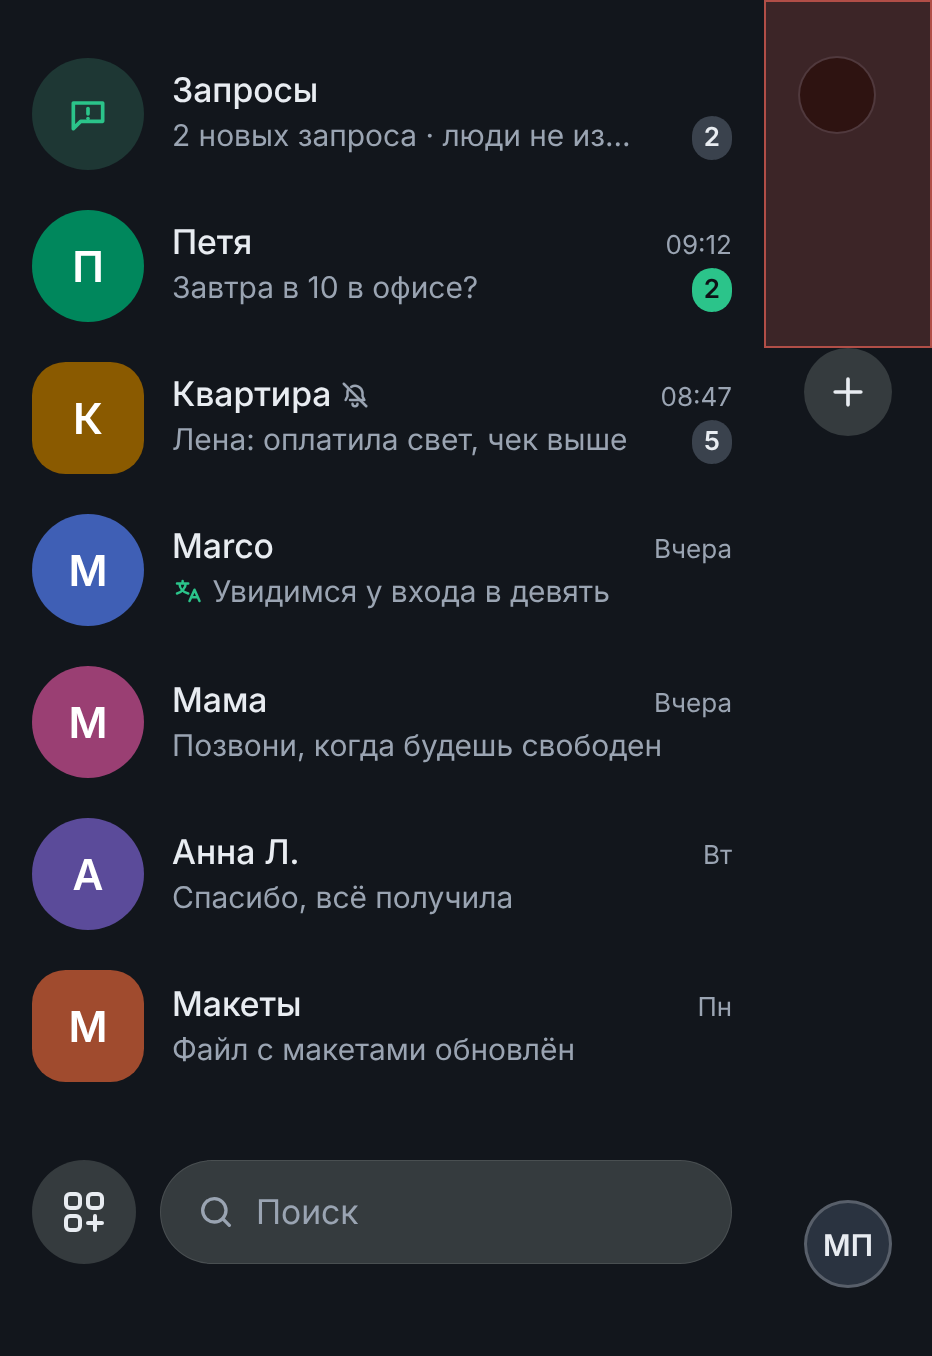 Запросы
2 новых запроса · люди не из...
2
П
Петя
09:12
Завтра в 10 в офисе?
2
К
Квартира
08:47
Лена: оплатила свет, чек выше
5
M
Marco
Вчера
Увидимся у входа в девять
М
Мама
Вчера
Позвони, когда будешь свободен
А
Анна Л.
Вт
Спасибо, всё получила
М
Макеты
Пн
Файл с макетами обновлён
Поиск
МП